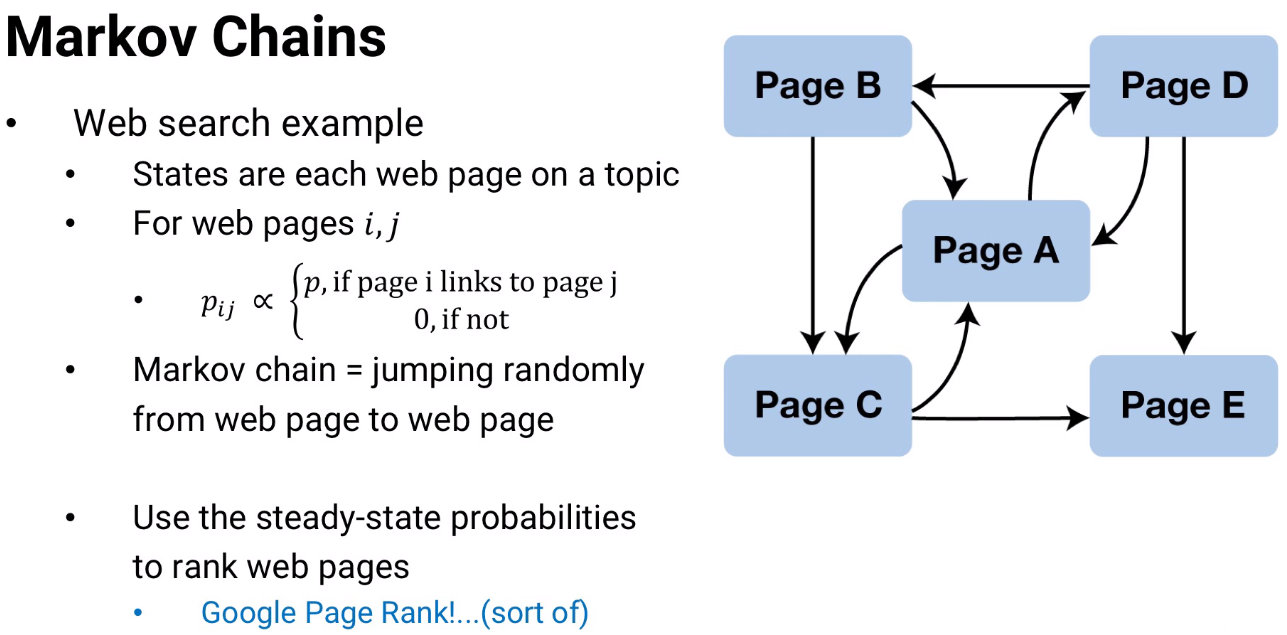 Markov Chains
• Web search example
• States are each web page on a topic
• For web pages i, j
• p_{ij} ∝ { p, if page i links to page j
0, if not
• Markov chain = jumping randomly
from web page to web page
• Use the steady-state probabilities
to rank web pages
• Google Page Rank!...(sort of)
Page B
Page D
Page A
Page C
Page E